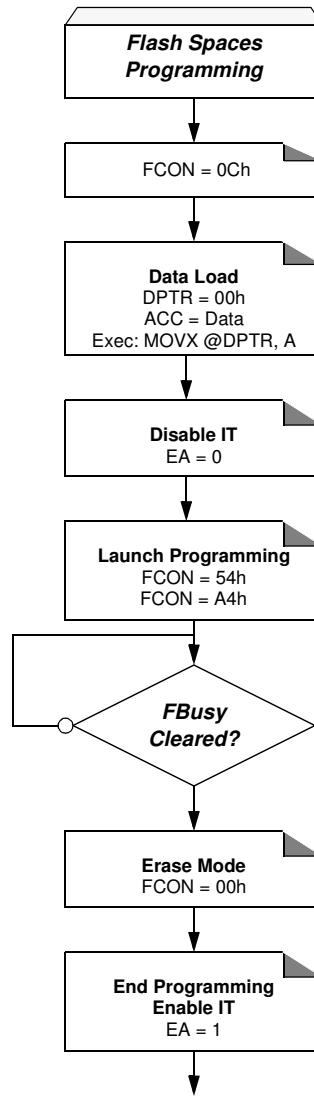 Flash Spaces
Programming
FCON = 0Ch
Data Load
DPTR = 00h
ACC = Data
Exec: MOVX @DPTR, A
Disable IT
EA = 0
Launch Programming
FCON = 54h
FCON = A4h
FBusy
Cleared?
Erase Mode
FCON = 00h
End Programming
Enable IT
EA = 1